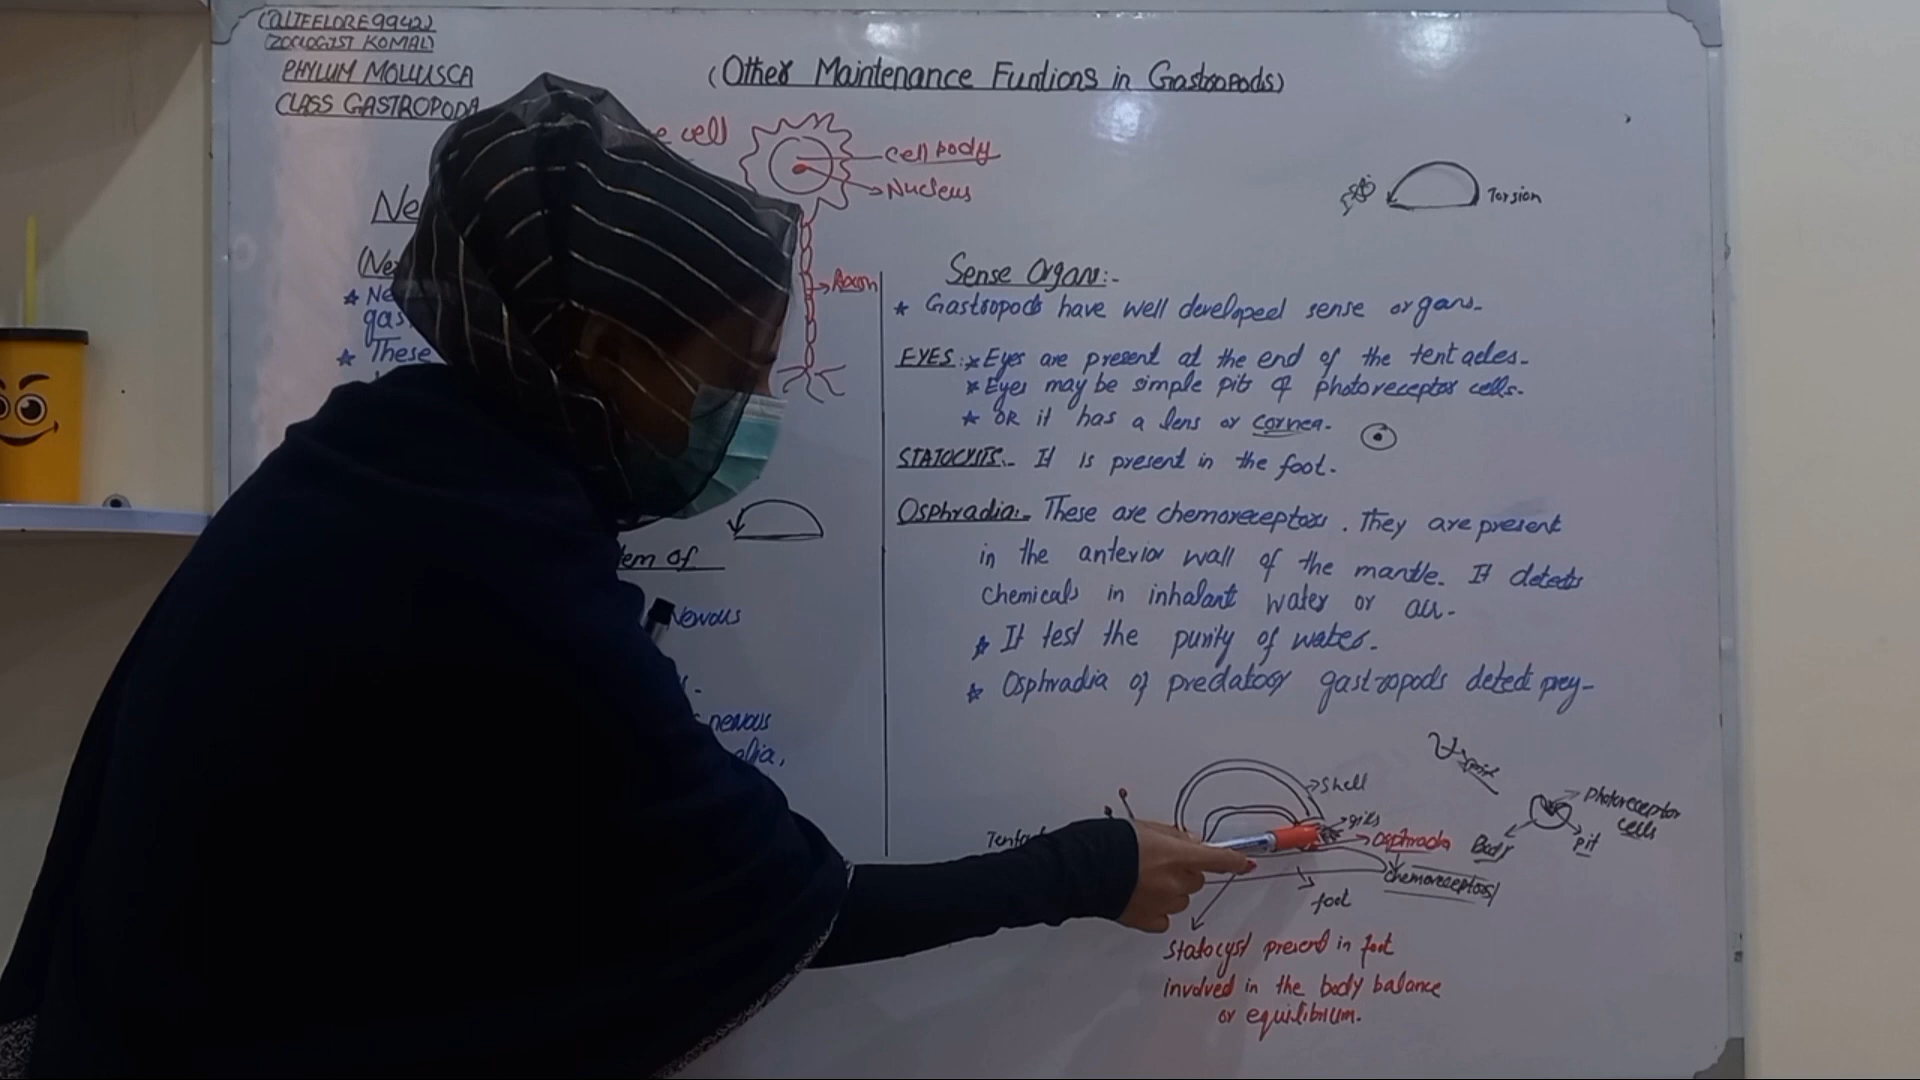 (ALTEELORE9942)
(ZOOLOGIST KOMAL)
PHYLUM MOLLUSCA
CLASS GASTROPODA
(Other Maintenance Funtions in Gastropods)
cell
Cell body
Nucleus
Axon
Torsion
Ne
(Ne
* Ne
gas
* These
tem of
Nervous
nervous
Sense Organs:-
* Gastropods have well developed sense organs-
EYES:* Eyes are present at the end of the tentacles-
* Eyes may be simple pits of photoreceptor cells-
* OR it has a lens or cornea-
STATOCYSTS:- It is present in the foot-
Osphradia:- These are chemoreceptors. They are present
in the anterior wall of the mantle. It detects
chemicals in inhalant water or air-
* It test the purity of water-
* Osphradia of predatory gastropods detect prey-
Shell
gills
Osphradia
chemoreceptors
foot
Tenta
Photoreceptor
cells
Body
pit
Statocyst present in foot
involved in the body balance
or equilibrium.